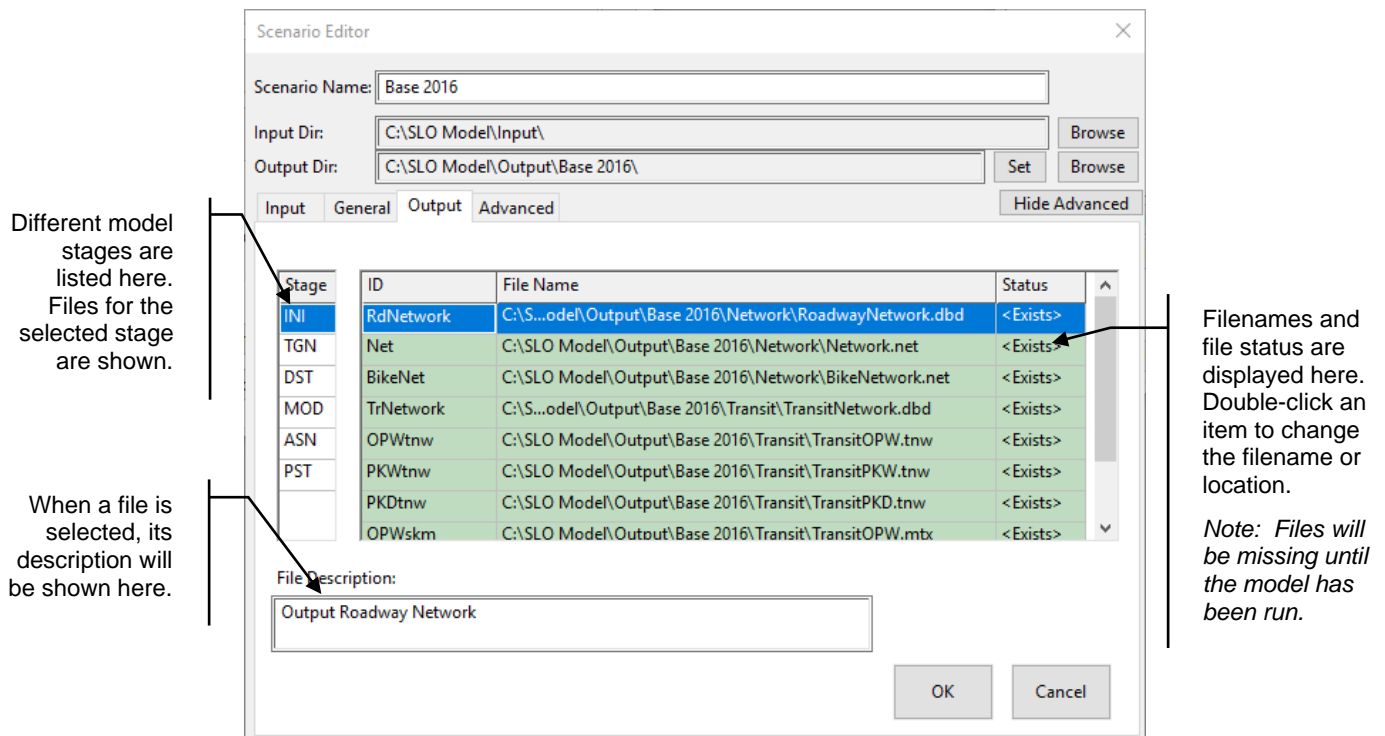 Scenario Editor
Scenario Name: Base 2016
Input Dir: C:\SLO Model\Input\ Browse
Output Dir: C:\SLO Model\Output\Base 2016\ Set Browse
Input General Output Advanced Hide Advanced
Different model
stages are
listed here.
Files for the
selected stage
are shown.
Stage ID File Name Status
INI RdNetwork C:\S...odel\Output\Base 2016\Network\RoadwayNetwork.dbd <Exists>
TGN Net C:\SLO Model\Output\Base 2016\Network\Network.net <Exists>
DST BikeNet C:\SLO Model\Output\Base 2016\Network\BikeNetwork.net <Exists>
MOD TrNetwork C:\S...odel\Output\Base 2016\Transit\TransitNetwork.dbd <Exists>
ASN OPWtnw C:\SLO Model\Output\Base 2016\Transit\TransitOPW.tnw <Exists>
PST PKWtnw C:\SLO Model\Output\Base 2016\Transit\TransitPKW.tnw <Exists>
PKDtnw C:\SLO Model\Output\Base 2016\Transit\TransitPKD.tnw <Exists>
OPWskm C:\SLO Model\Output\Base 2016\Transit\TransitOPW.mtx <Exists>
Filenames and
file status are
displayed here.
Double-click an
item to change
the filename or
location.
Note: Files will
be missing until
the model has
been run.
When a file is
selected, its
description will
be shown here.
File Description:
Output Roadway Network
OK Cancel